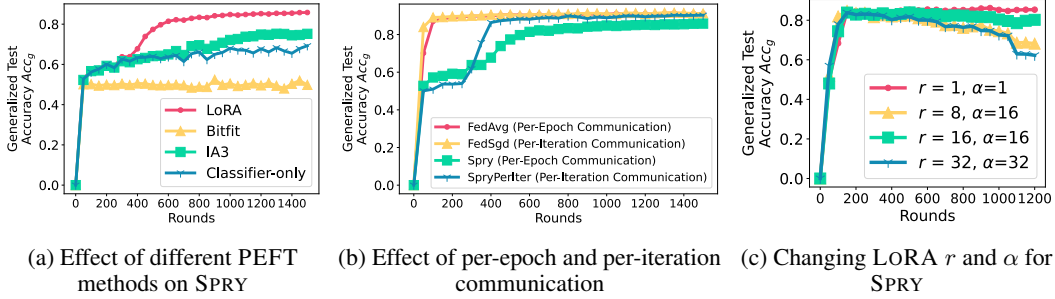 Generalized Test
Accuracy Acc_g
0.8
0.6
0.4
0.2
0.0
LoRA
Bitfit
IA3
Classifier-only
0 200 400 600 800 1000 1200 1400
Rounds
(a) Effect of different PEFT
methods on SPRY
Generalized Test
Accuracy Acc_g
0.8
0.6
0.4
0.2
0.0
FedAvg (Per-Epoch Communication)
FedSgd (Per-Iteration Communication)
Spry (Per-Epoch Communication)
SpryPerIter (Per-Iteration Communication)
0 200 400 600 800 1000 1200 1400
Rounds
(b) Effect of per-epoch and per-iteration
communication
Generalized Test
Accuracy Acc_g
0.8
0.6
0.4
0.2
0.0
r = 1, α=1
r = 8, α=16
r = 16, α=16
r = 32, α=32
0 200 400 600 800 1000 1200
Rounds
(c) Changing LORA r and α for
SPRY